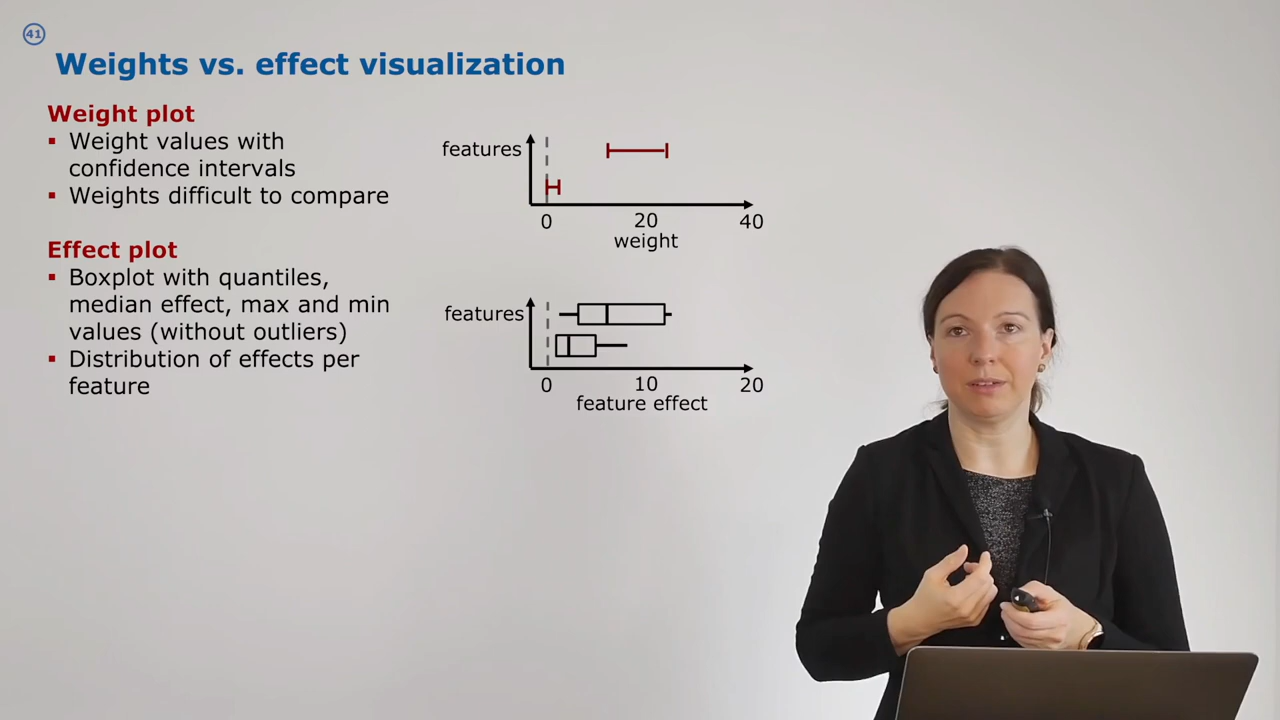 41
Weights vs. effect visualization
Weight plot
▪ Weight values with
confidence intervals
▪ Weights difficult to compare
Effect plot
▪ Boxplot with quantiles,
median effect, max and min
values (without outliers)
▪ Distribution of effects per
feature
features
0 20 40
weight
features
0 10 20
feature effect